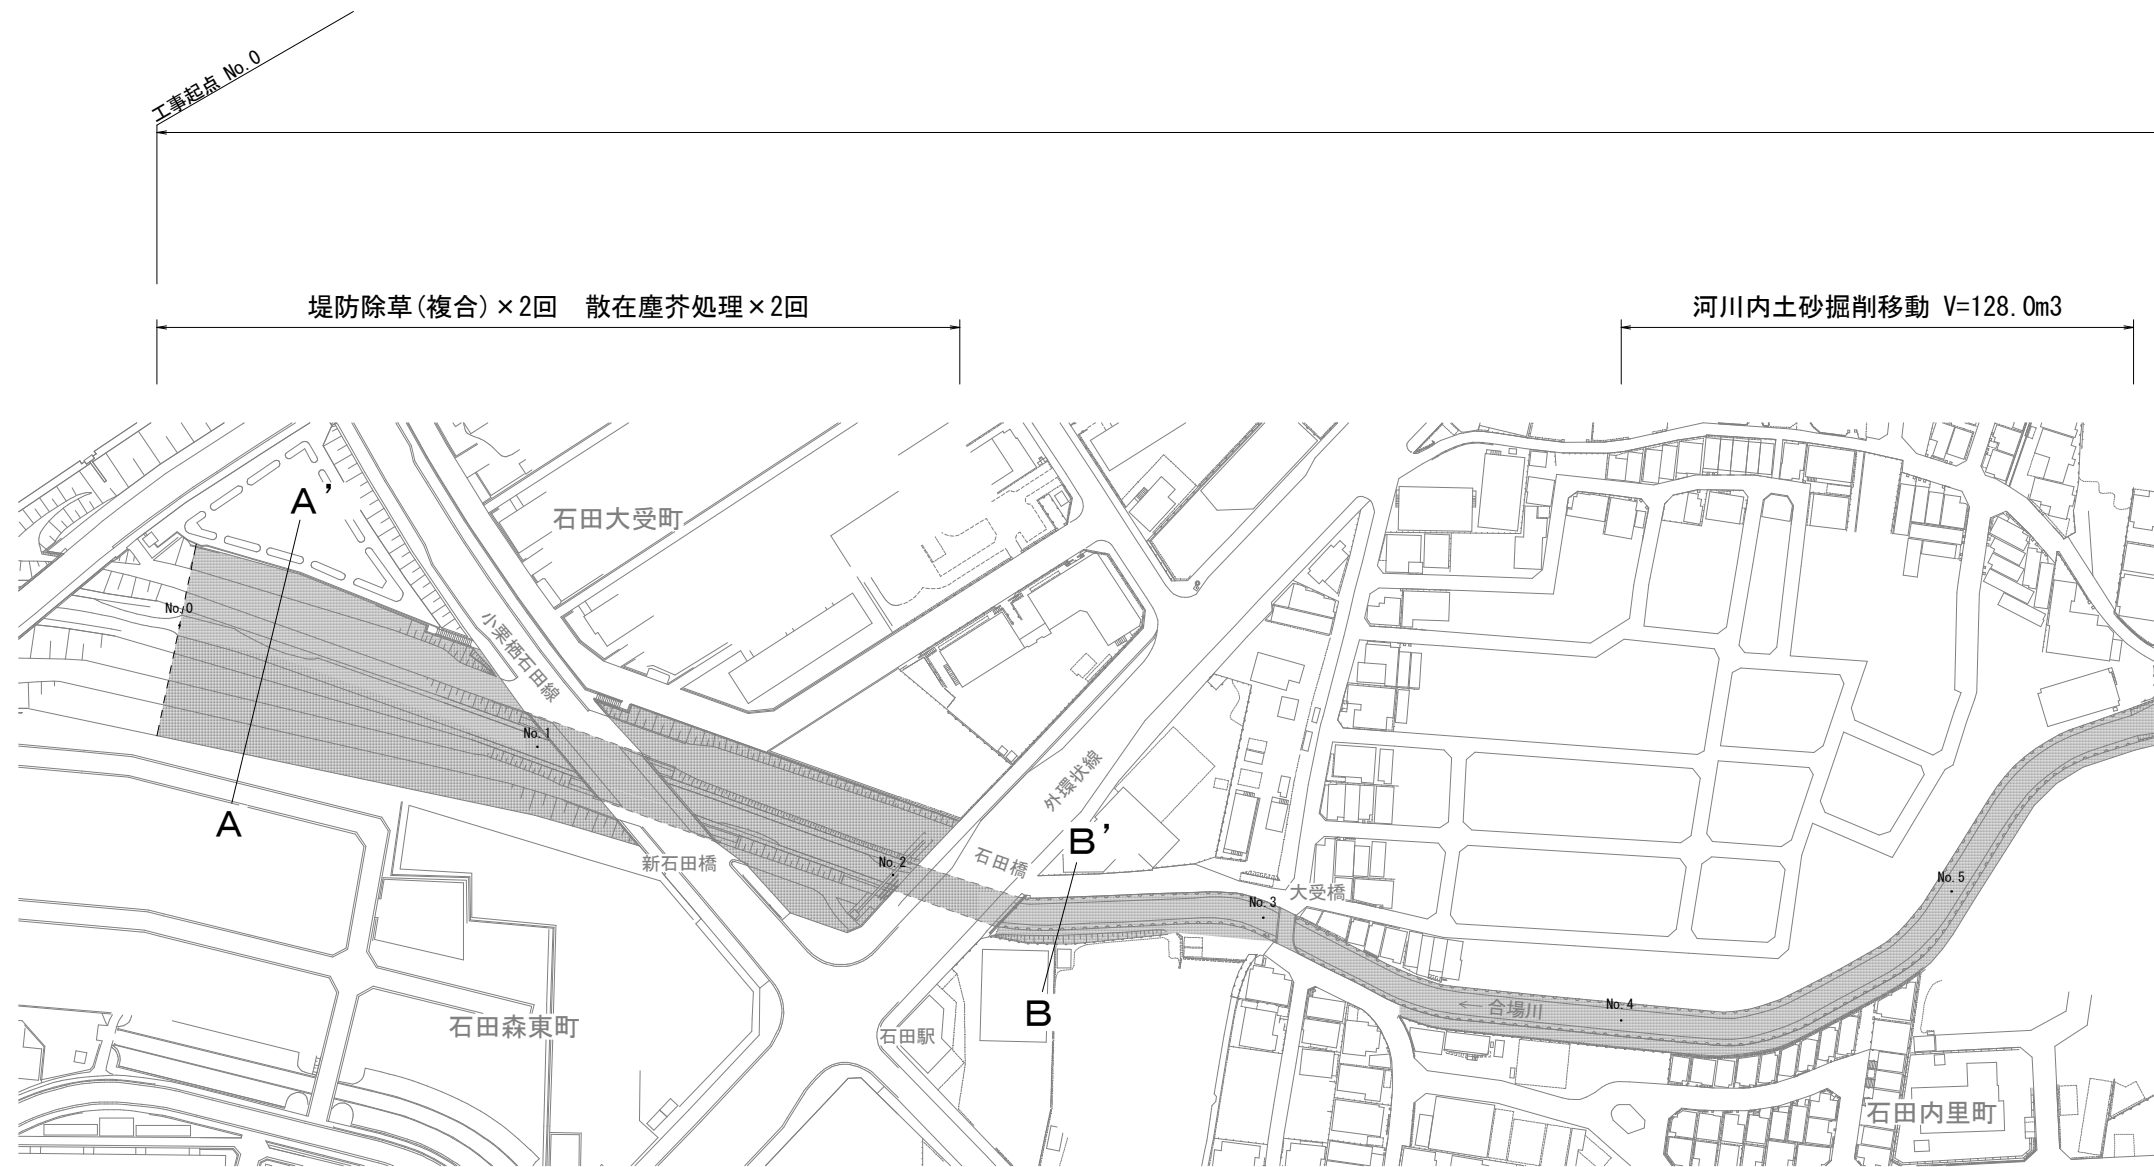 工事起点 No.0
堤防除草(複合)×2回　散在塵芥処理×2回
河川内土砂掘削移動 V=128.0m3
A'
石田大受町
No.0
小栗栖石田線
No.1
外環状線
A
B'
新石田橋
No.2
石田橋
大受橋
No.3
No.5
No.4
← 合場川
B
石田森東町
石田駅
石田内里町